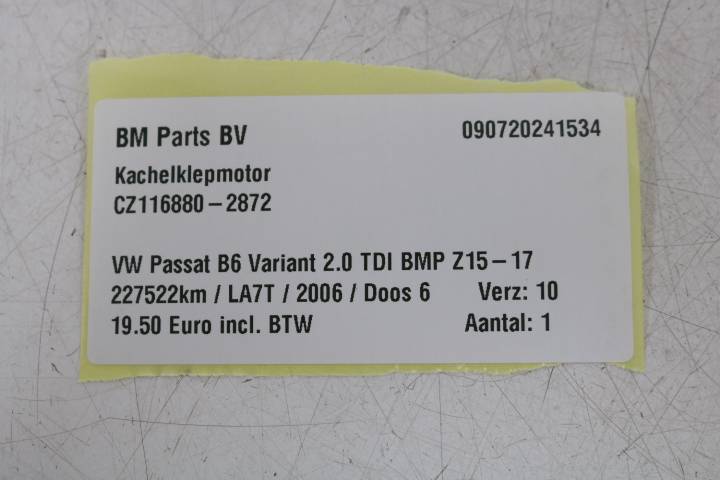 BM Parts BV 090720241534
Kachelklepmotor
CZ116880-2872
VW Passat B6 Variant 2.0 TDI BMP Z15-17
227522km / LA7T / 2006 / Doos 6 Verz: 10
19.50 Euro incl. BTW Aantal: 1